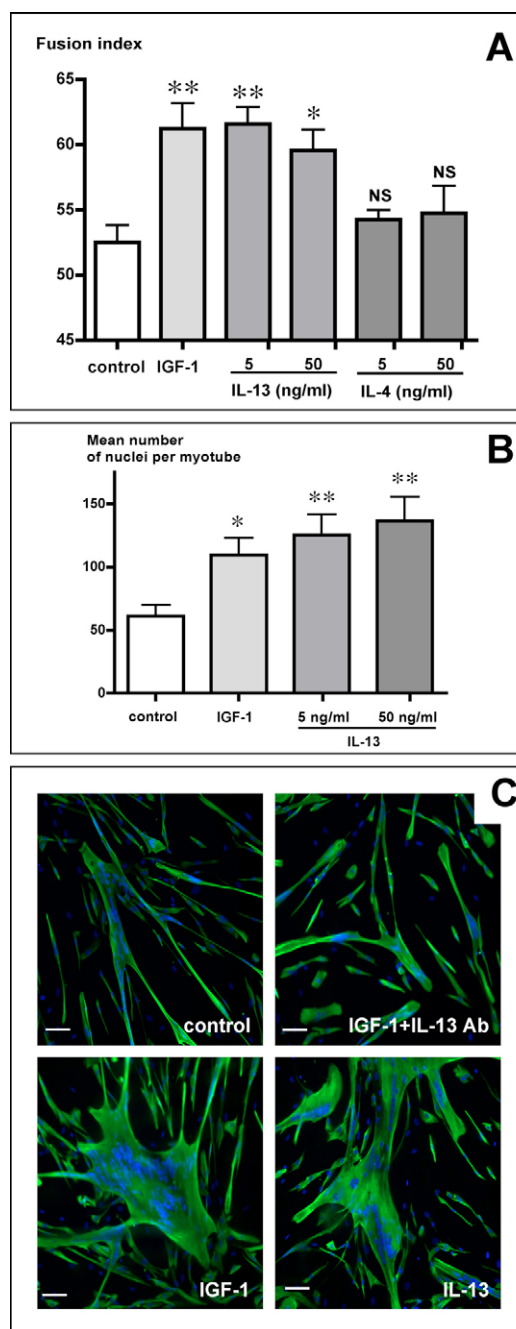 Fusion index
A
65
60
55
50
45
**
**
*
NS
NS
control IGF-1 5 50 5 50
IL-13 (ng/ml) IL-4 (ng/ml)
Mean number
of nuclei per myotube
B
150
100
50
0
*
**
**
control IGF-1 5 ng/ml 50 ng/ml
IL-13
C
control
IGF-1+IL-13 Ab
IGF-1
IL-13